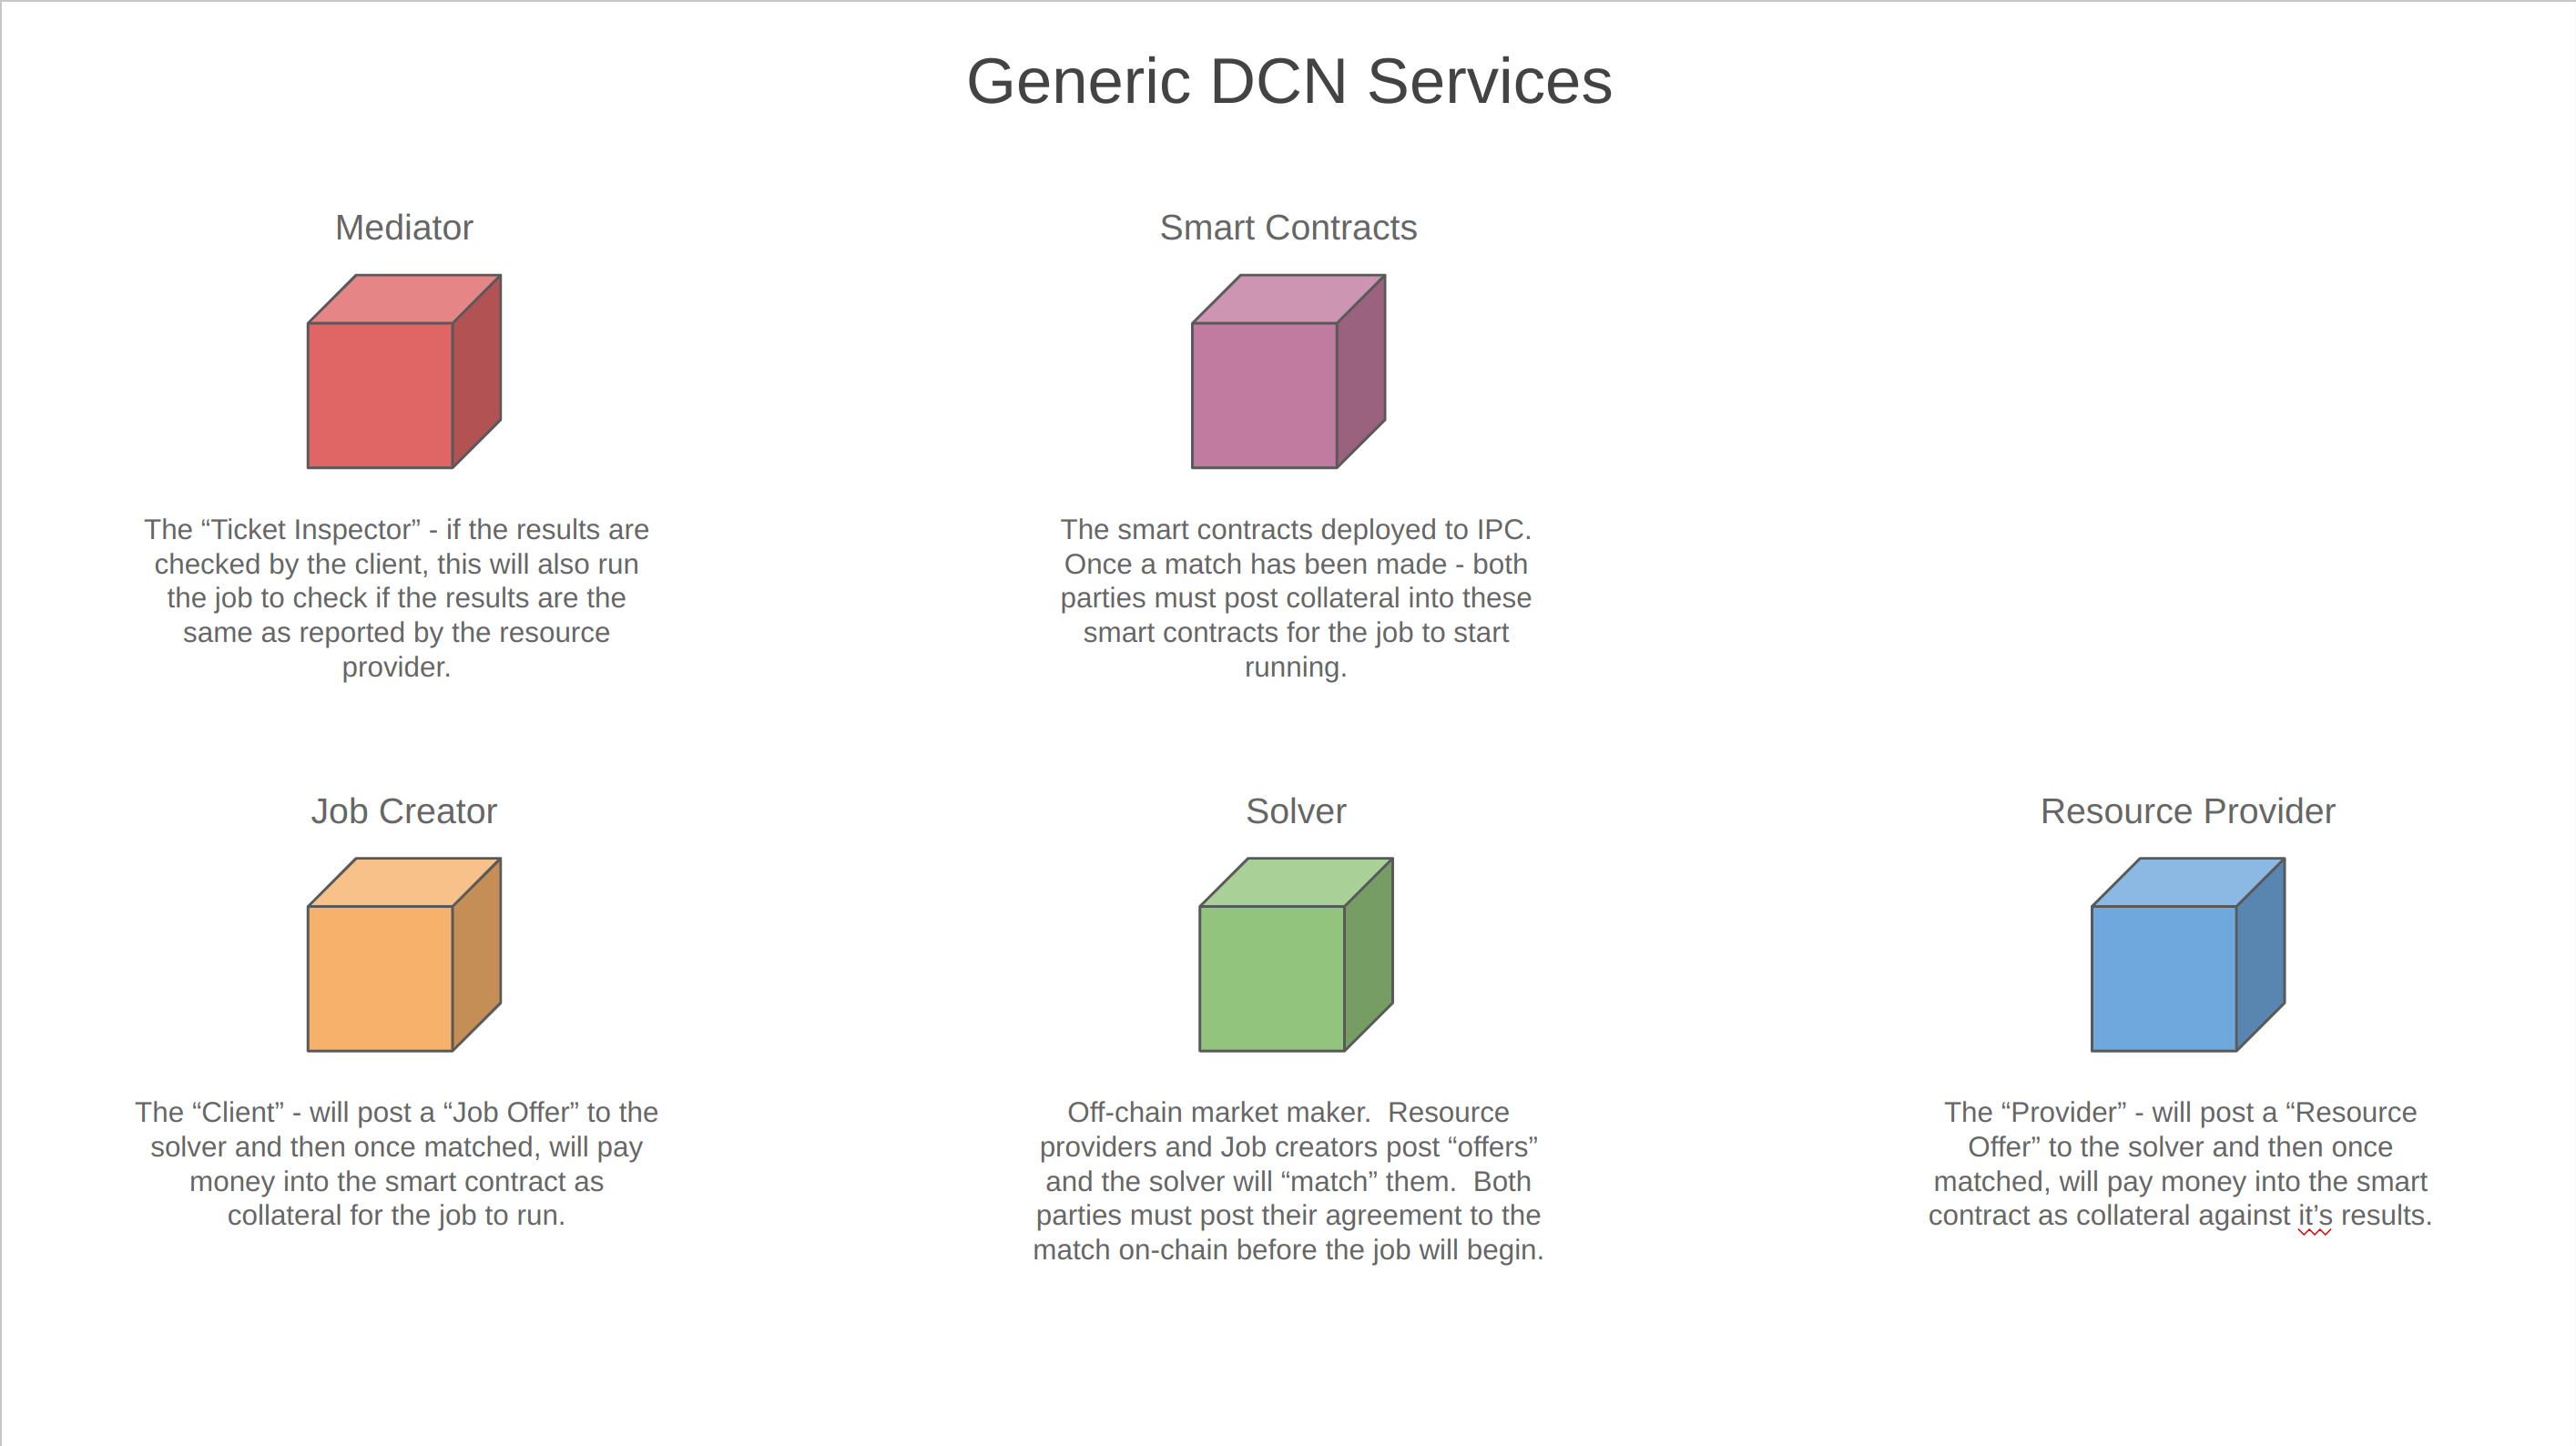 Generic DCN Services
Mediator
The “Ticket Inspector” - if the results are
checked by the client, this will also run
the job to check if the results are the
same as reported by the resource
provider.
Smart Contracts
The smart contracts deployed to IPC.
Once a match has been made - both
parties must post collateral into these
smart contracts for the job to start
running.
Job Creator
The “Client” - will post a “Job Offer” to the
solver and then once matched, will pay
money into the smart contract as
collateral for the job to run.
Solver
Off-chain market maker.  Resource
providers and Job creators post “offers”
and the solver will “match” them.  Both
parties must post their agreement to the
match on-chain before the job will begin.
Resource Provider
The “Provider” - will post a “Resource
Offer” to the solver and then once
matched, will pay money into the smart
contract as collateral against it’s results.